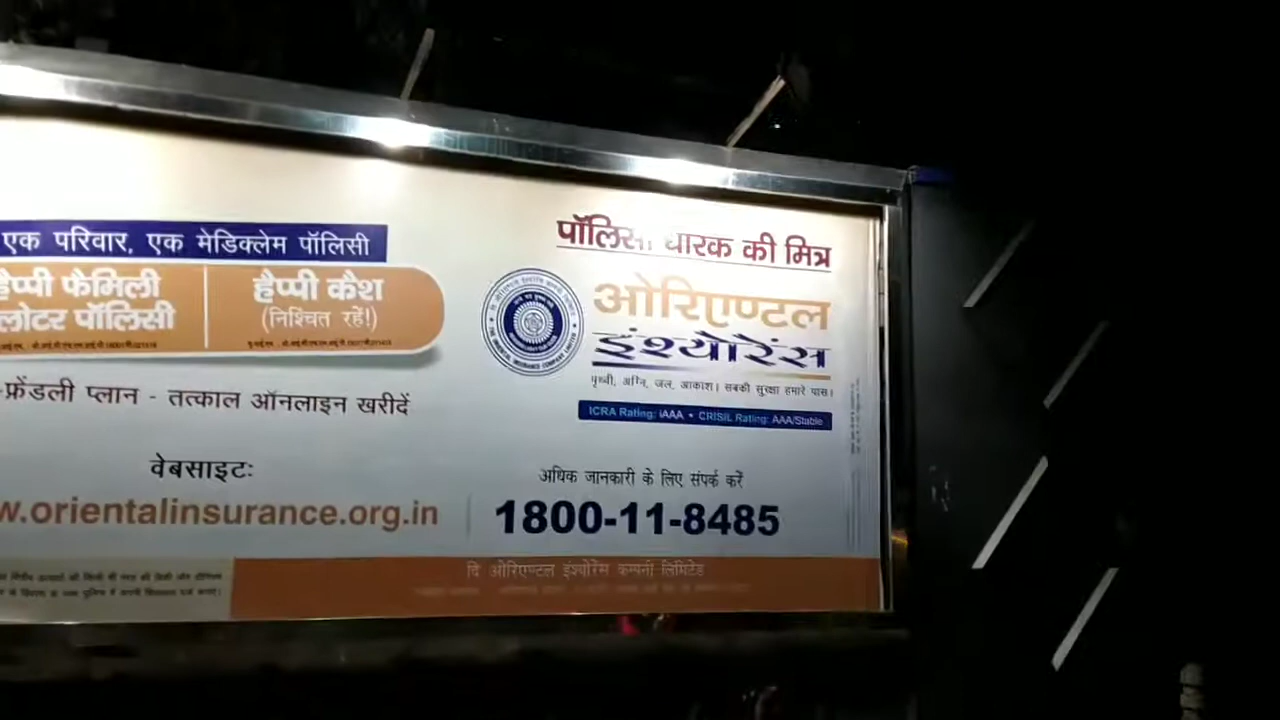 एक परिवार, एक मेडिक्लेम पॉलिसी
हैप्पी फैमिली
लोटर पॉलिसी
हैप्पी कैश
(निश्चित रहें!)
फ्रेंडली प्लान - तत्काल ऑनलाइन खरीदें
वेबसाइटः
w.orientalinsurance.org.in
पॉलिसी धारक की मित्र
ओरिएण्टल
इंश्योरेंस
पृथ्वी, अग्नि, जल, आकाश। सबकी सुरक्षा हमारे पास।
ICRA Rating: iAAA • CRISIL Rating: AAA/Stable
अधिक जानकारी के लिए संपर्क करें
1800-11-8485
दि ओरिएण्टल इंश्योरेंस कम्पनी लिमिटेड